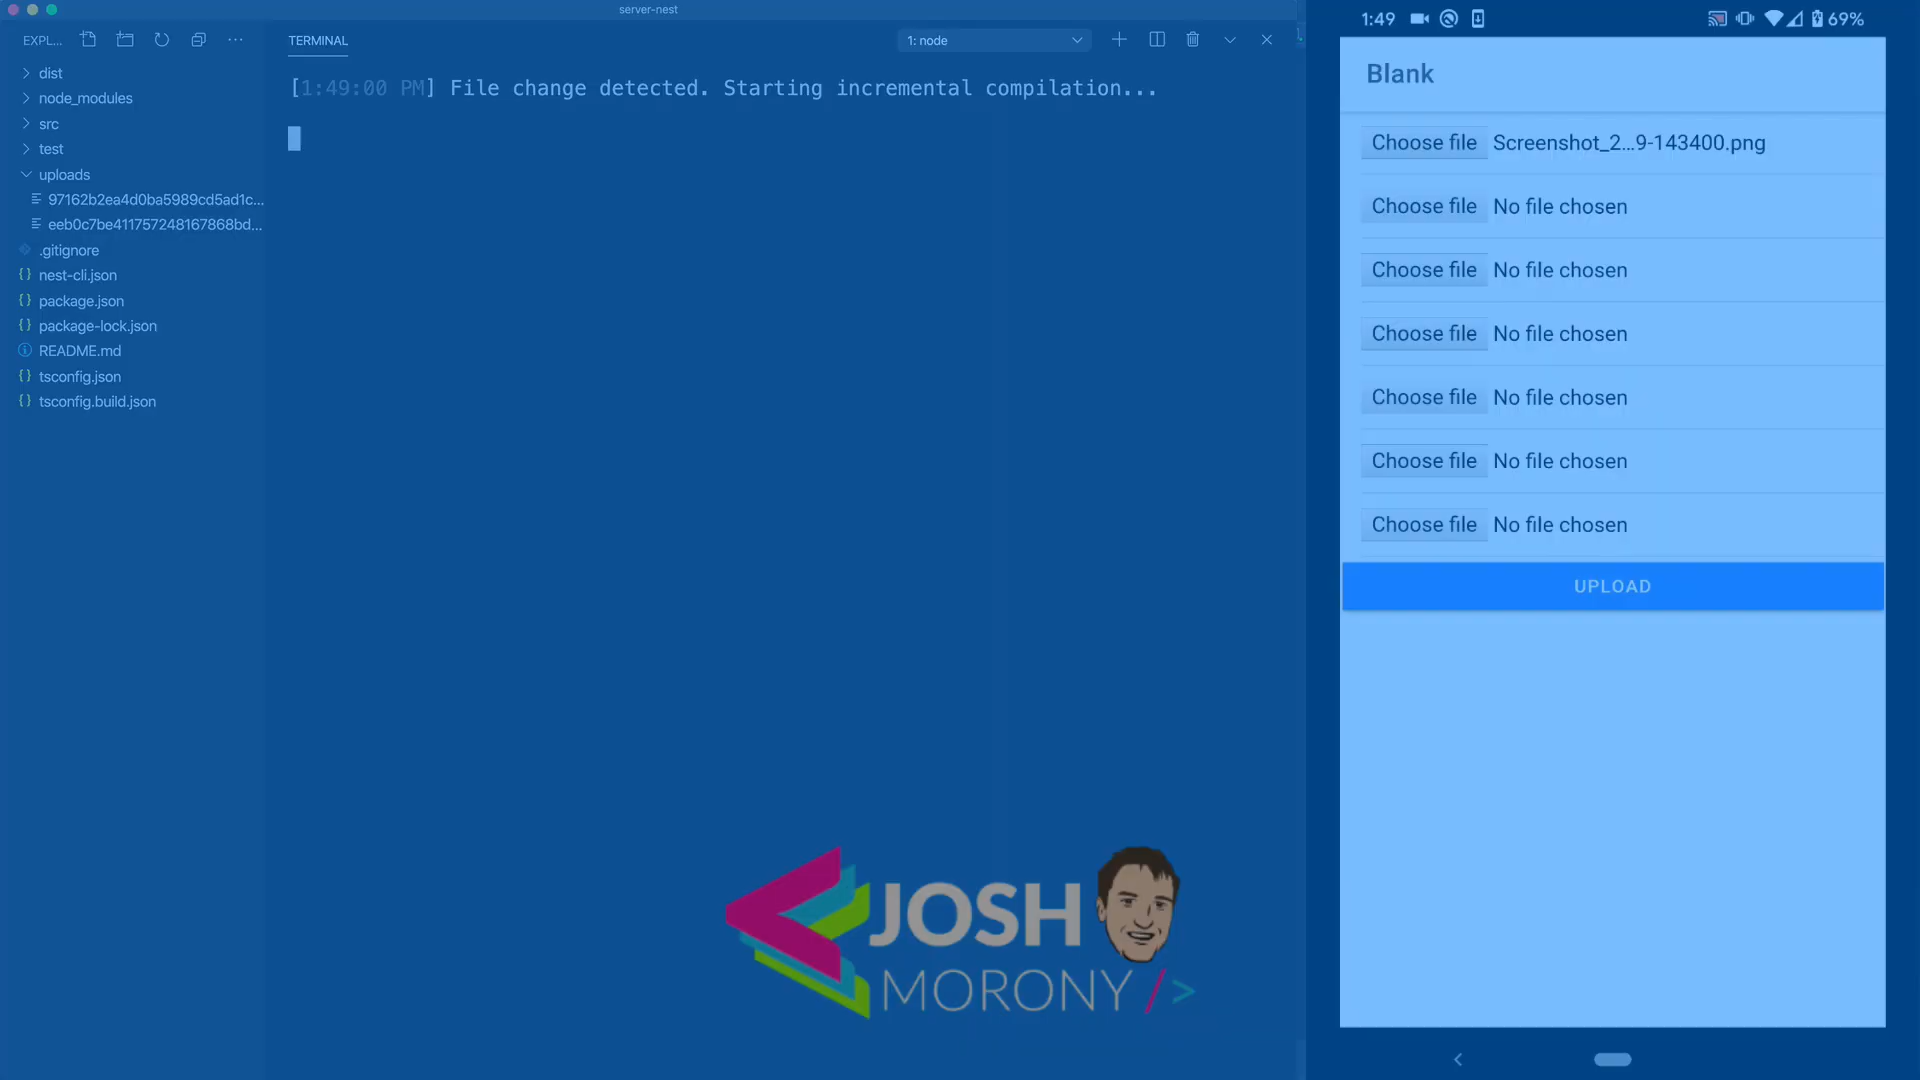 server-nest
EXPL...
TERMINAL
1: node
dist
node_modules
src
test
uploads
97162b2ea4d0ba5989cd5ad1c...
eeb0c7be411757248167868bd...
.gitignore
nest-cli.json
package.json
package-lock.json
README.md
tsconfig.json
tsconfig.build.json
[1:49:00 PM] File change detected. Starting incremental compilation...
JOSH
MORONY />
1:49
69%
Blank
Choose file Screenshot_2...9-143400.png
Choose file No file chosen
Choose file No file chosen
Choose file No file chosen
Choose file No file chosen
Choose file No file chosen
Choose file No file chosen
UPLOAD